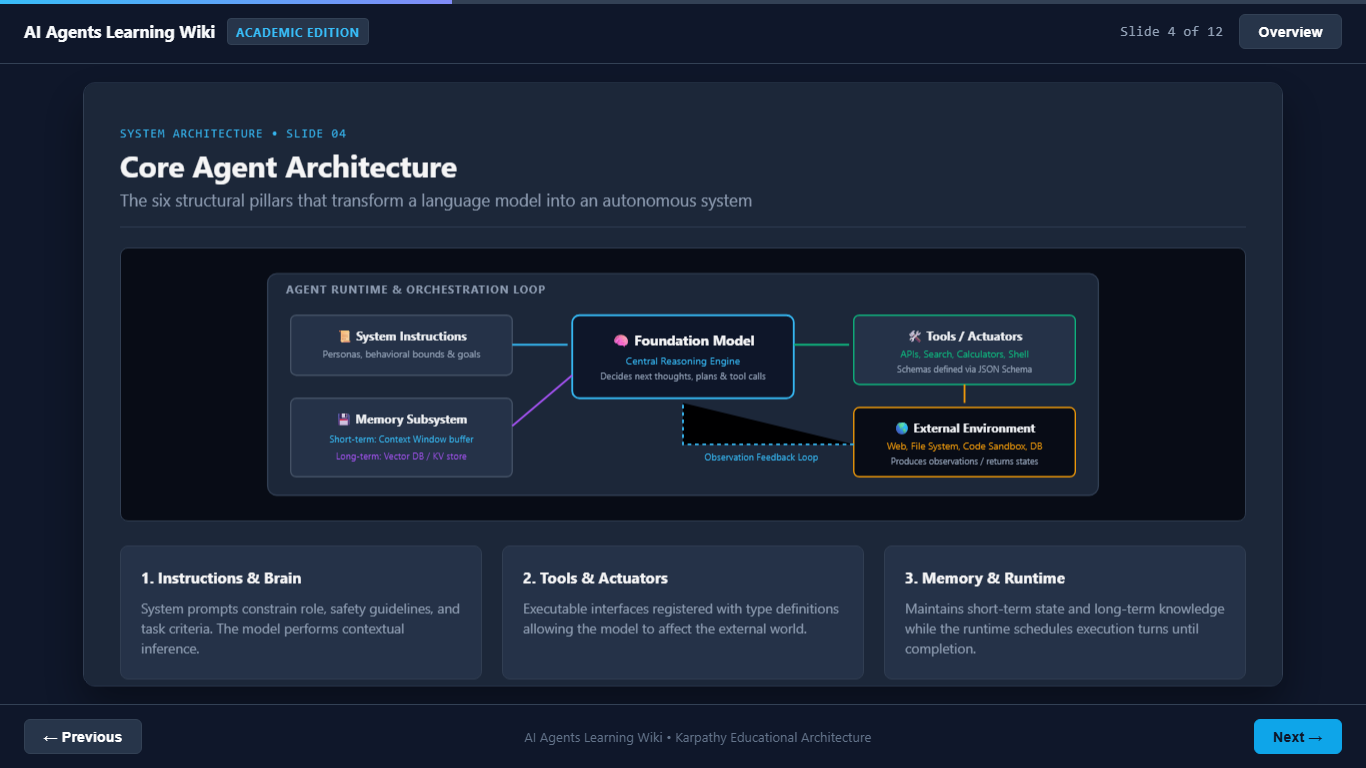 AI Agents Learning Wiki
ACADEMIC EDITION
Slide 4 of 12
Overview
SYSTEM ARCHITECTURE • SLIDE 04
Core Agent Architecture
The six structural pillars that transform a language model into an autonomous system
AGENT RUNTIME & ORCHESTRATION LOOP
📜 System Instructions
Personas, behavioral bounds & goals
🧠 Foundation Model
Central Reasoning Engine
Decides next thoughts, plans & tool calls
🛠️ Tools / Actuators
APIs, Search, Calculators, Shell
Schemas defined via JSON Schema
💾 Memory Subsystem
Short-term: Context Window buffer
Long-term: Vector DB / KV store
Observation Feedback Loop
🌍 External Environment
Web, File System, Code Sandbox, DB
Produces observations / returns states
1. Instructions & Brain
System prompts constrain role, safety guidelines, and
task criteria. The model performs contextual
inference.
2. Tools & Actuators
Executable interfaces registered with type definitions
allowing the model to affect the external world.
3. Memory & Runtime
Maintains short-term state and long-term knowledge
while the runtime schedules execution turns until
completion.
← Previous
AI Agents Learning Wiki • Karpathy Educational Architecture
Next →